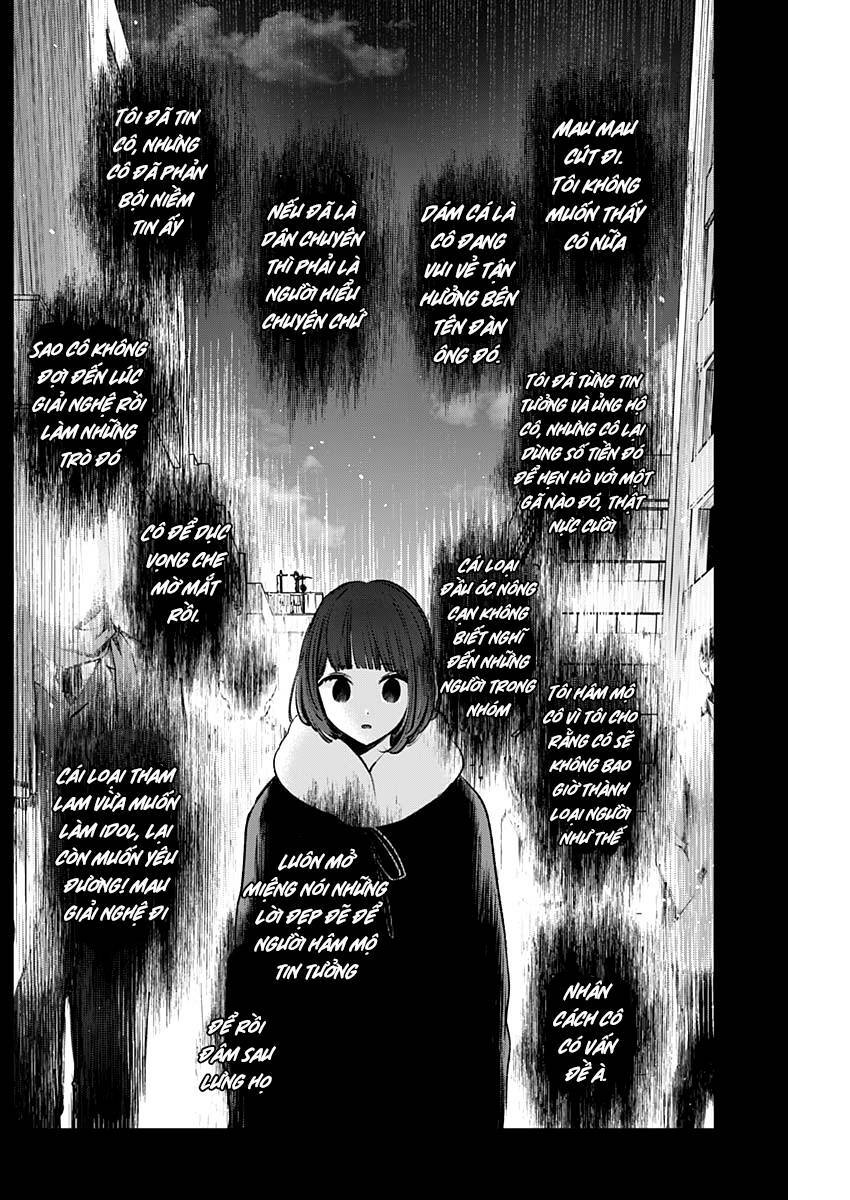 MAU MAU
CÚT ĐI.
TÔI KHÔNG
MUỐN THẤY
CÔ NỮA
DÁM CÁ LÀ
CÔ ĐANG
VUI VẺ TẬN
HƯỞNG BÊN
TÊN ĐÀN
ÔNG ĐÓ.
NẾU ĐÃ LÀ
DÂN CHUYÊN
THÌ PHẢI LÀ
NGƯỜI HIỂU
CHUYỆN CHỨ
TÔI ĐÃ TIN
CÔ, NHƯNG
CÔ ĐÃ PHẢN
BỘI NIỀM
TIN ẤY
TÔI ĐÃ TỪNG TIN
TƯỞNG VÀ ỦNG HỘ
CÔ, NHƯNG CÔ LẠI
DÙNG SỐ TIỀN ĐÓ
ĐỂ HẸN HÒ VỚI MỘT
GÃ NÀO ĐÓ, THẬT
NỰC CƯỜI
SAO CÔ KHÔNG
ĐỢI ĐẾN LÚC
GIẢI NGHỆ RỒI
LÀM NHỮNG
TRÒ ĐÓ
CÁI LOẠI
ĐẦU ÓC NÔNG
CẠN KHÔNG
BIẾT NGHĨ
ĐẾN NHỮNG
NGƯỜI TRONG
NHÓM
CÔ ĐỂ DỤC
VỌNG CHE
MỜ MẮT
RỒI.
TÔI HÂM MỘ
CÔ VÌ TÔI CHO
RẰNG CÔ SẼ
KHÔNG BAO
GIỜ THÀNH
LOẠI NGƯỜI
NHƯ THẾ
CÁI LOẠI THAM
LAM VỪA MUỐN
LÀM IDOL, LẠI
CÒN MUỐN YÊU
ĐƯƠNG! MAU
GIẢI NGHỆ ĐI
LUÔN MỞ
MIỆNG NÓI NHỮNG
LỜI ĐẸP ĐẼ ĐỂ
NGƯỜI HÂM MỘ
TIN TƯỞNG
NHÂN
CÁCH CÔ
CÓ VẤN
ĐỀ À.
ĐỂ RỒI
ĐÂM SAU
LƯNG HỌ